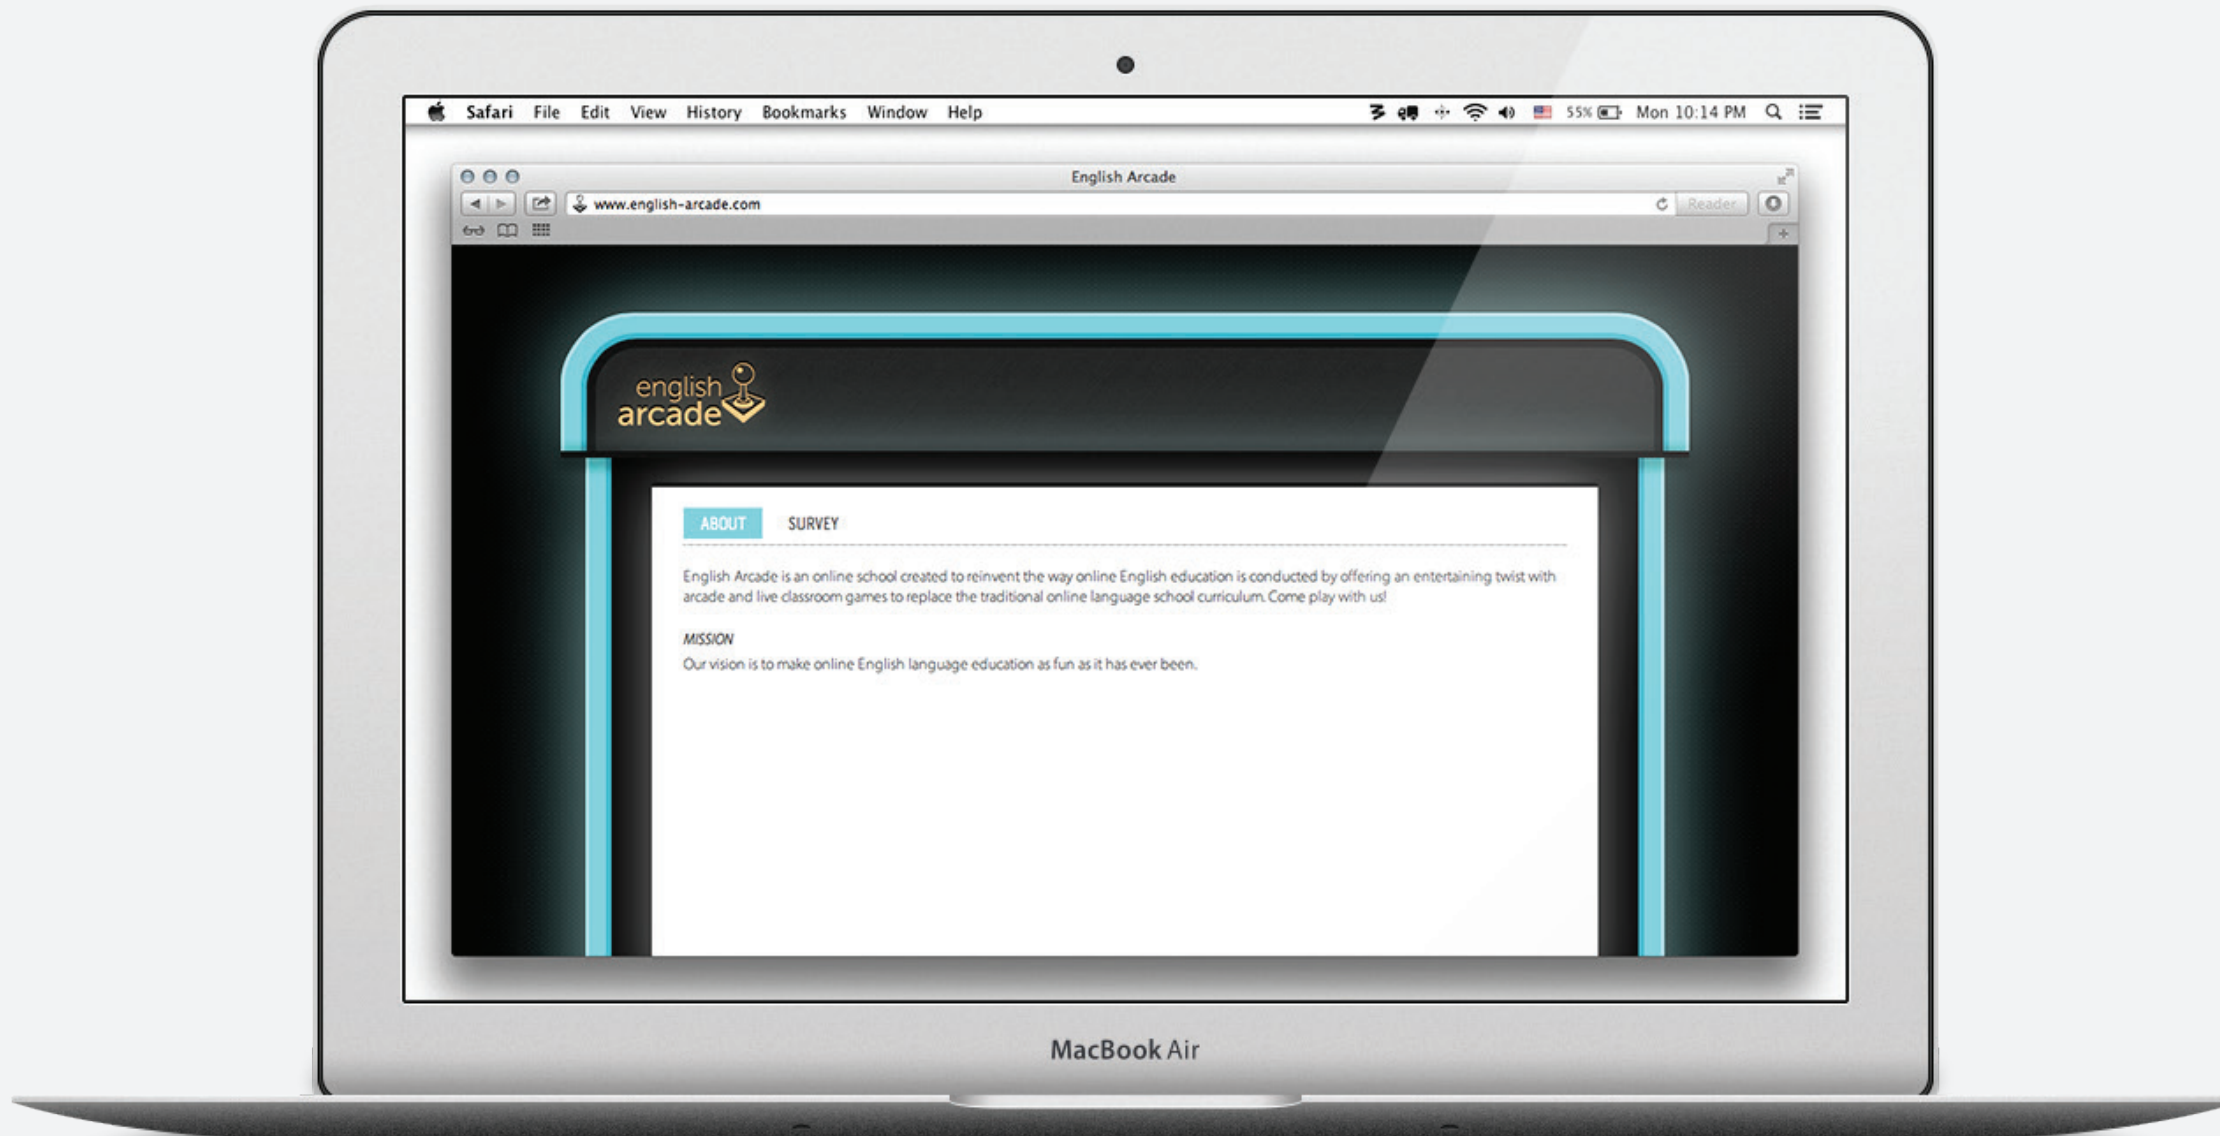 Safari File Edit View History Bookmarks Window Help 55% Mon 10:14 PM
English Arcade
www.english-arcade.com Reader
english
arcade
ABOUT SURVEY
English Arcade is an online school created to reinvent the way online English education is conducted by offering an entertaining twist with
arcade and live classroom games to replace the traditional online language school curriculum. Come play with us!
MISSION
Our vision is to make online English language education as fun as it has ever been.
MacBook Air